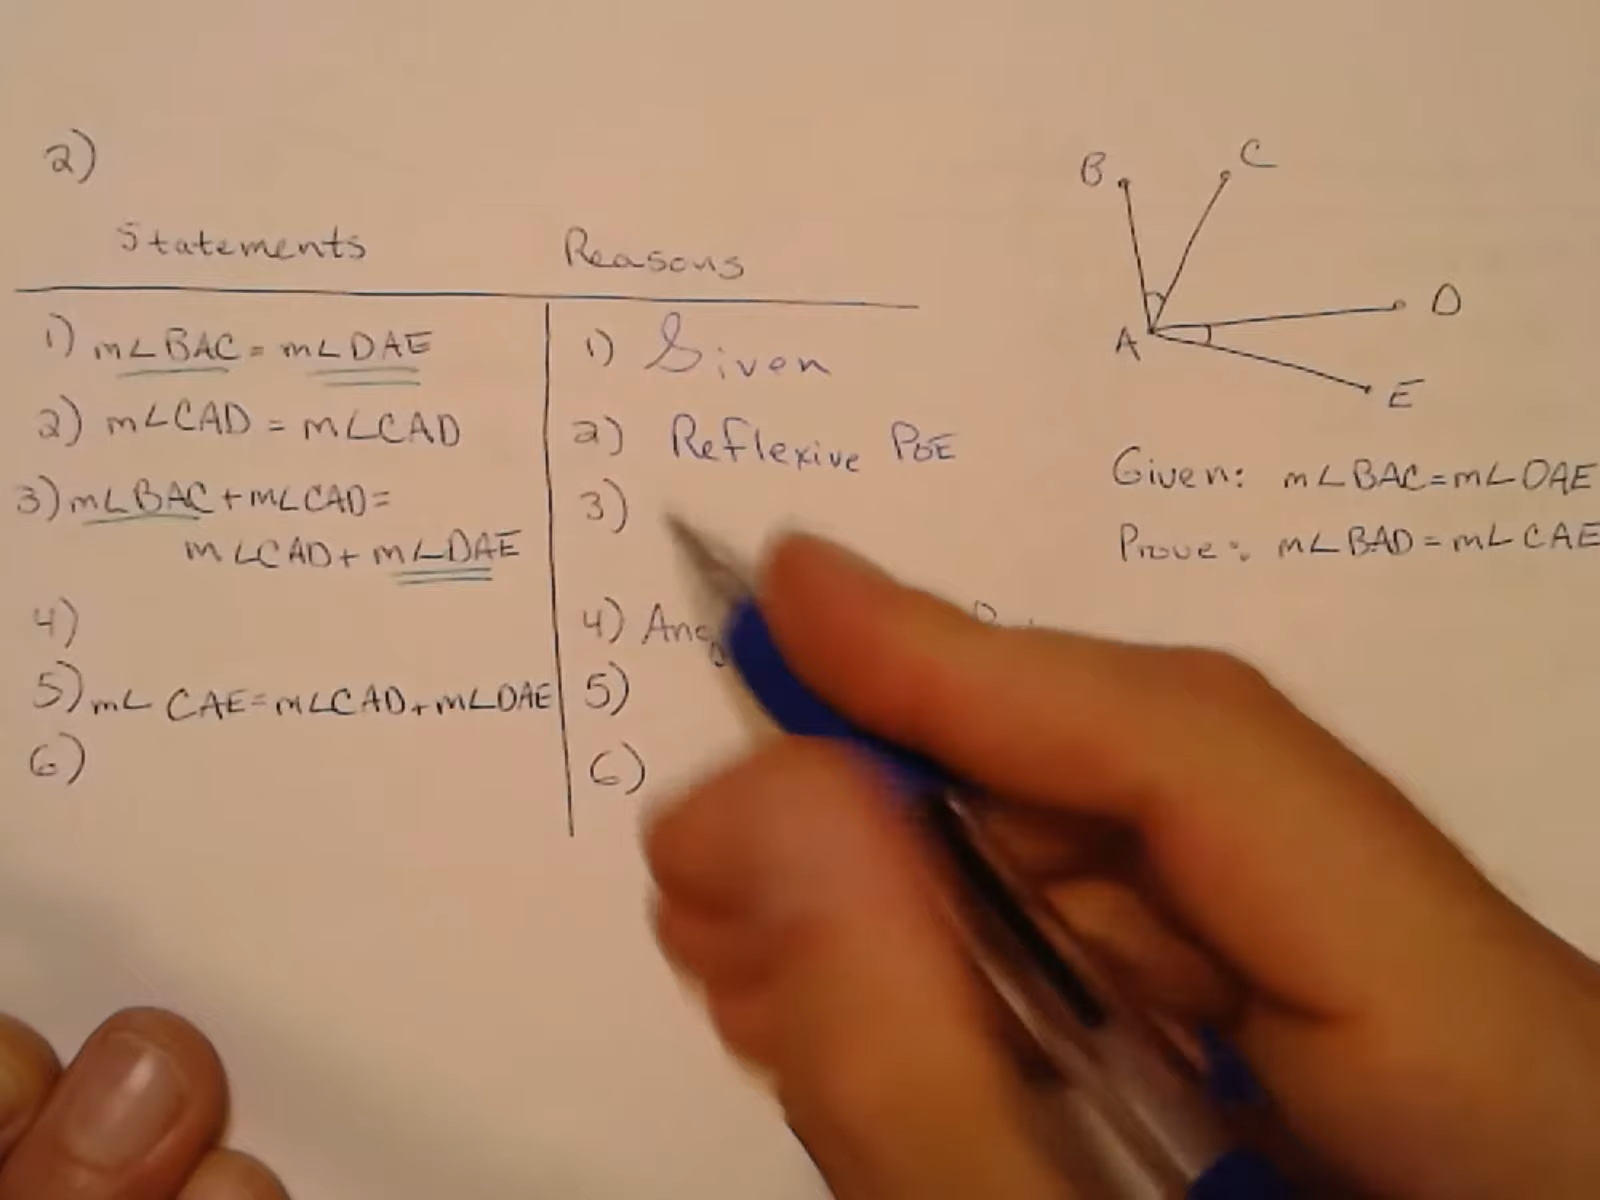 2)
Statements Reasons
1) m∠BAC = m∠DAE 1) Given
2) m∠CAD = m∠CAD 2) Reflexive PoE
3) m∠BAC + m∠CAD = 3)
m∠CAD + m∠DAE
4) 4)
5) m∠ CAE = m∠CAD + m∠DAE 5)
6) 6)
B C
D
A
E
Given: m∠BAC = m∠DAE
Prove: m∠BAD = m∠CAE